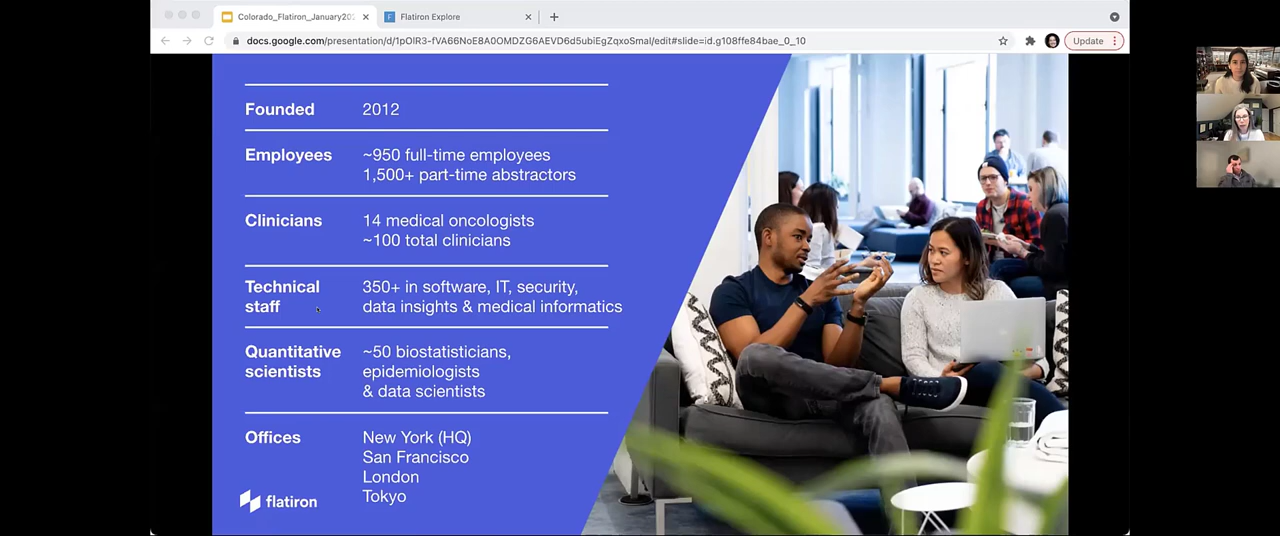 Colorado_Flatiron_January202
Flatiron Explore
docs.google.com/presentation/d/1pOIR3-fVA66NoE8A0OMDZG6AEVD6d5ubiEgZqxoSmaI/edit#slide=id.g108ffe84bae_0_10
Update
Founded 2012
Employees ~950 full-time employees
1,500+ part-time abstractors
Clinicians 14 medical oncologists
~100 total clinicians
Technical 350+ in software, IT, security,
staff data insights & medical informatics
Quantitative ~50 biostatisticians,
scientists epidemiologists
& data scientists
Offices New York (HQ)
San Francisco
London
Tokyo
flatiron